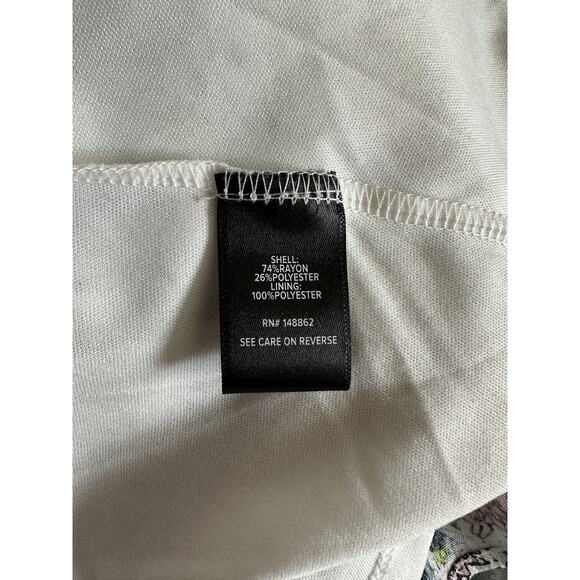 SHELL:
74%RAYON
26%POLYESTER
LINING:
100%POLYESTER
RN# 148862
SEE CARE ON REVERSE